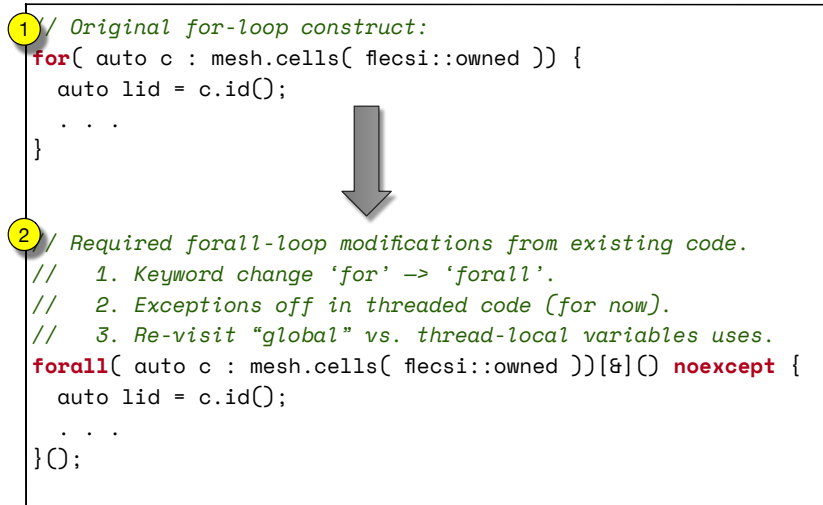 1
// Original for-loop construct:
for( auto c : mesh.cells( flecsi::owned )) {
  auto lid = c.id();
  . . .
}
2
// Required forall-loop modifications from existing code.
//   1. Keyword change ‘for’ —> ‘forall’.
//   2. Exceptions off in threaded code (for now).
//   3. Re-visit “global” vs. thread-local variables uses.
forall( auto c : mesh.cells( flecsi::owned ))[&]() noexcept {
  auto lid = c.id();
  . . .
}();